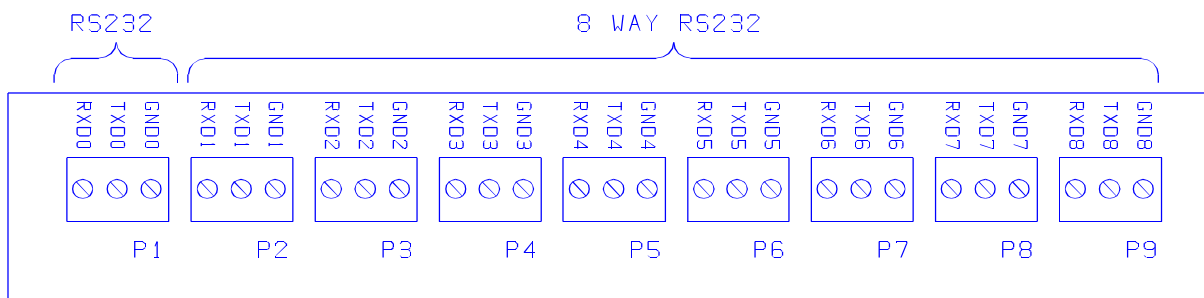 RS232 8 WAY RS232
RXD0 TXD0 GND0 RXD1 TXD1 GND1 RXD2 TXD2 GND2 RXD3 TXD3 GND3 RXD4 TXD4 GND4 RXD5 TXD5 GND5 RXD6 TXD6 GND6 RXD7 TXD7 GND7 RXD8 TXD8 GND8
P1 P2 P3 P4 P5 P6 P7 P8 P9